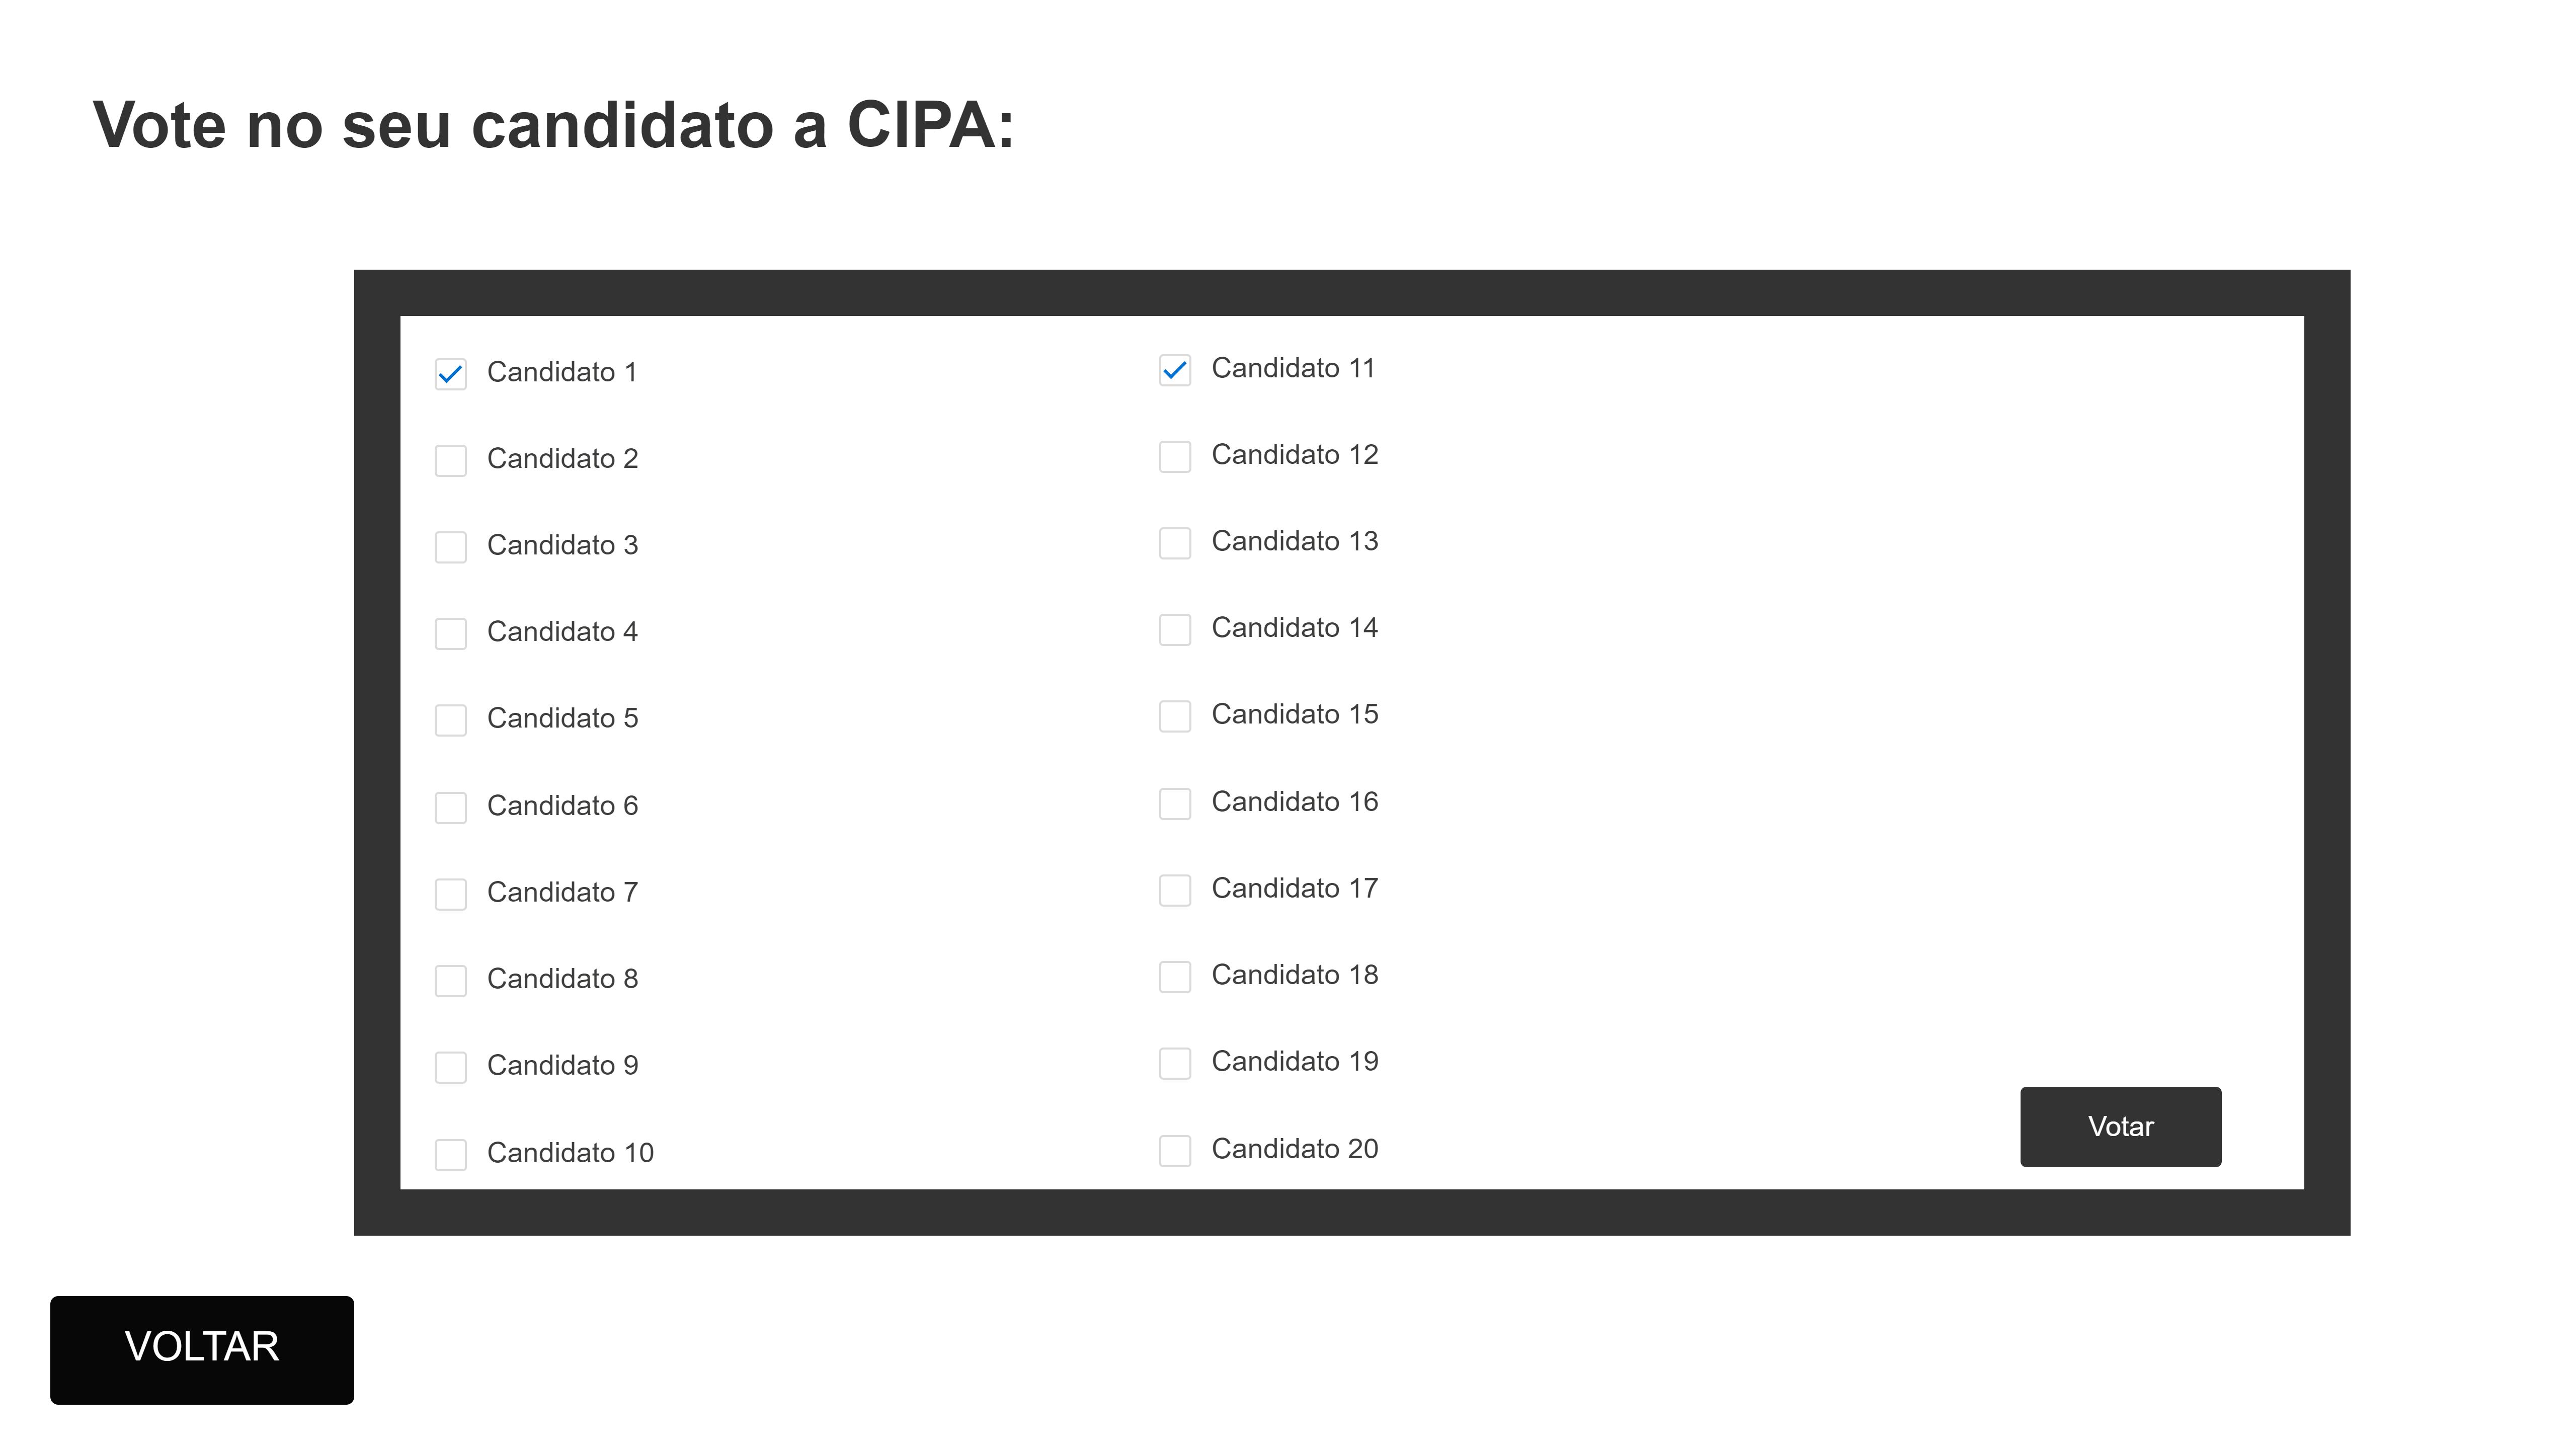 Vote no seu candidato a CIPA:
Candidato 1
Candidato 2
Candidato 3
Candidato 4
Candidato 5
Candidato 6
Candidato 7
Candidato 8
Candidato 9
Candidato 10
Candidato 11
Candidato 12
Candidato 13
Candidato 14
Candidato 15
Candidato 16
Candidato 17
Candidato 18
Candidato 19
Candidato 20
Votar
VOLTAR